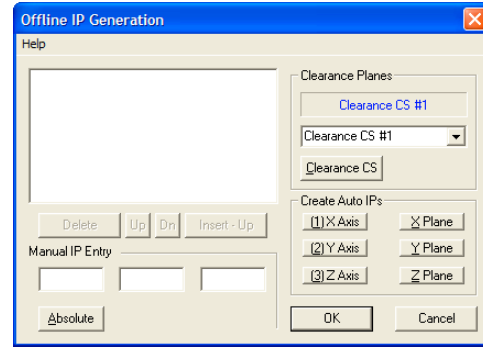 Offline IP Generation
Help
Clearance Planes
Clearance CS #1
Clearance CS #1
Clearance CS
Create Auto IPs
(1) X Axis X Plane
(2) Y Axis Y Plane
(3) Z Axis Z Plane
Delete Up Dn Insert - Up
Manual IP Entry
Absolute
OK Cancel